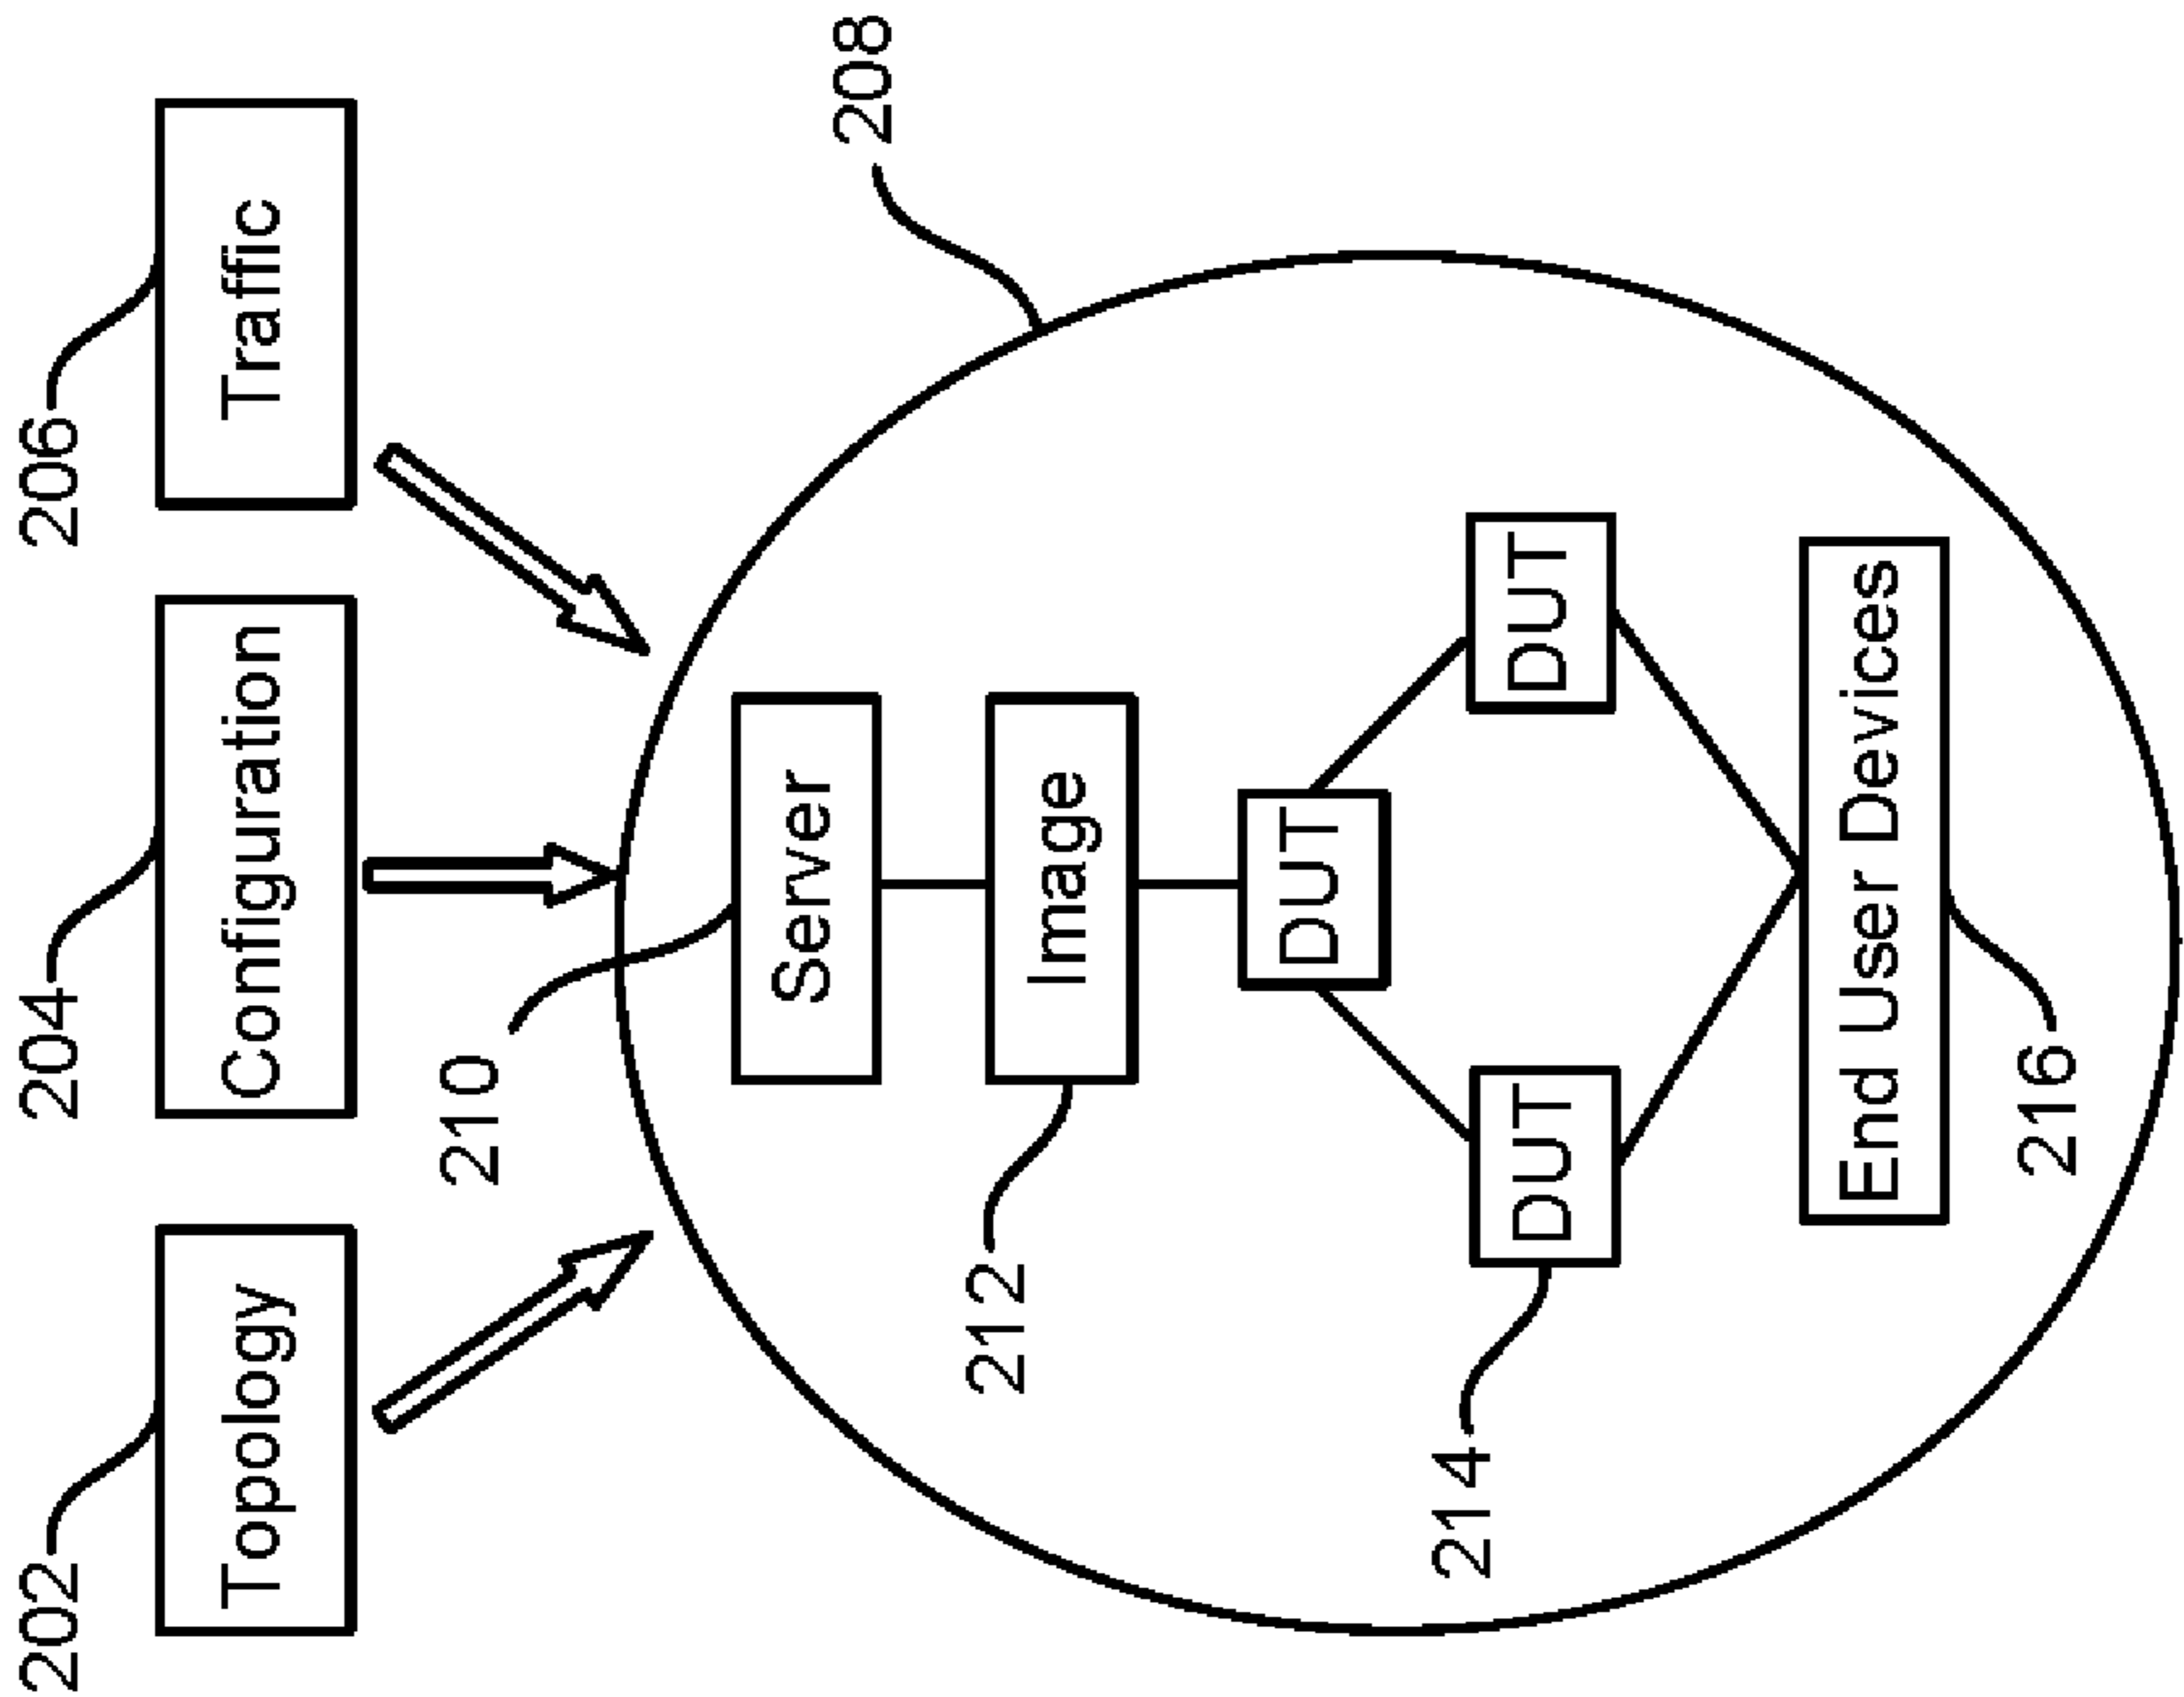 202
204
206
Topology
Configuration
Traffic
208
210
Server
212
Image
DUT
214
DUT
DUT
End User Devices
216